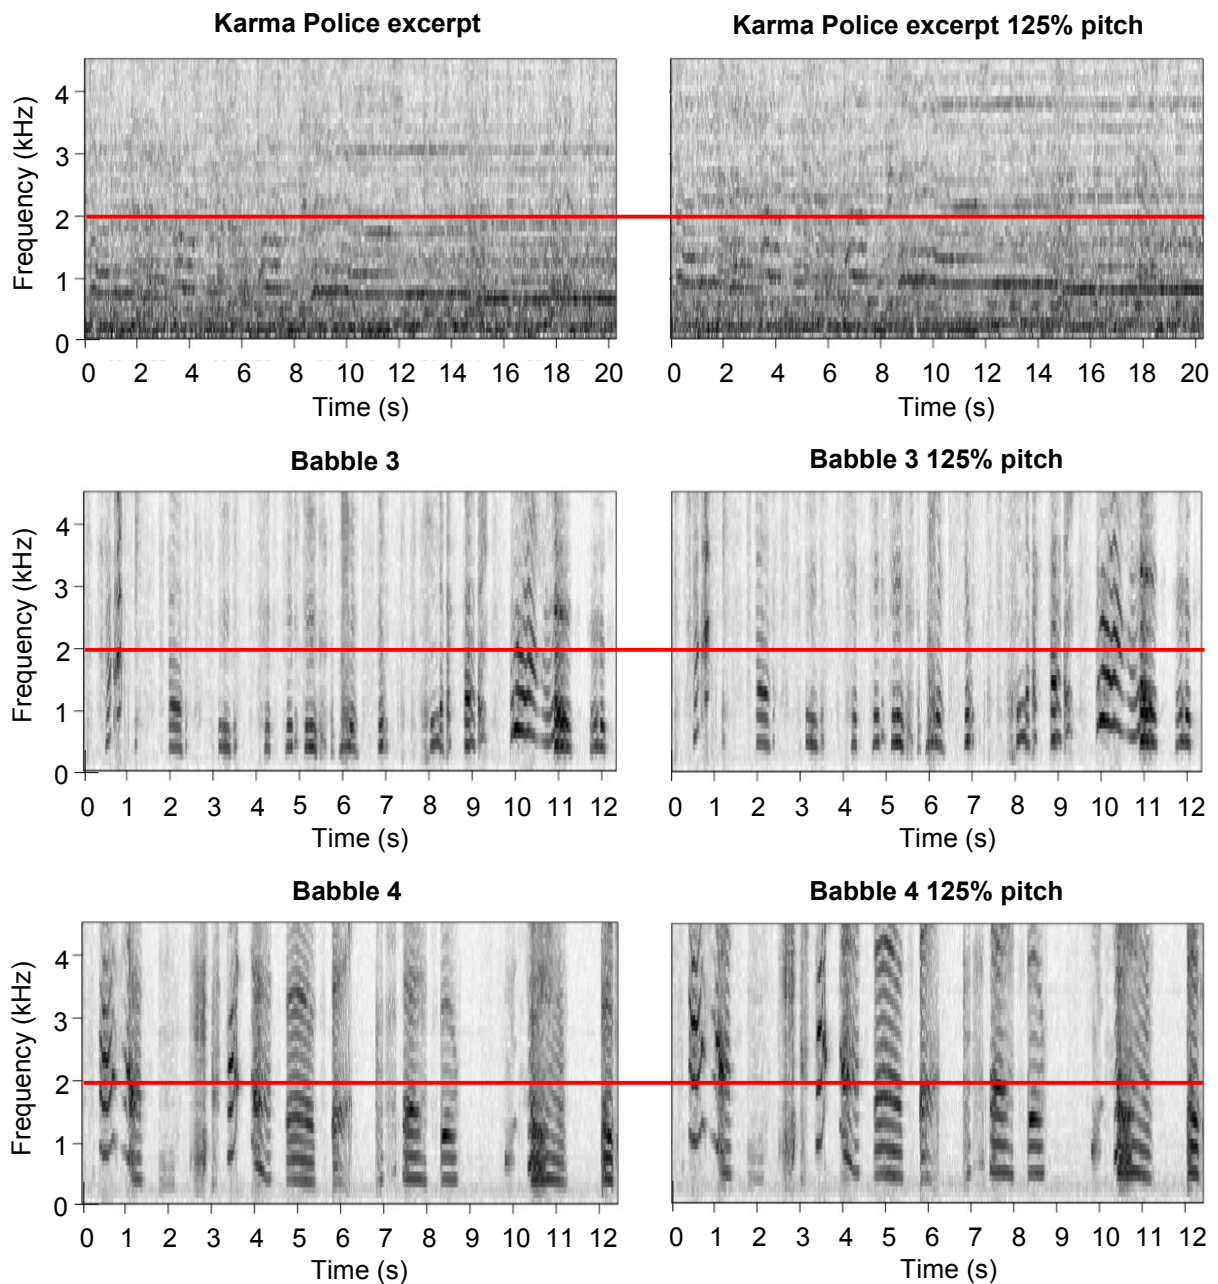 Karma Police excerpt
Karma Police excerpt 125% pitch
Frequency (kHz)
4
3
2
1
0
0 2 4 6 8 10 12 14 16 18 20
0 2 4 6 8 10 12 14 16 18 20
Time (s)
Time (s)
Babble 3
Babble 3 125% pitch
Frequency (kHz)
4
3
2
1
0
0 1 2 3 4 5 6 7 8 9 10 11 12
0 1 2 3 4 5 6 7 8 9 10 11 12
Time (s)
Time (s)
Babble 4
Babble 4 125% pitch
Frequency (kHz)
4
3
2
1
0
0 1 2 3 4 5 6 7 8 9 10 11 12
0 1 2 3 4 5 6 7 8 9 10 11 12
Time (s)
Time (s)